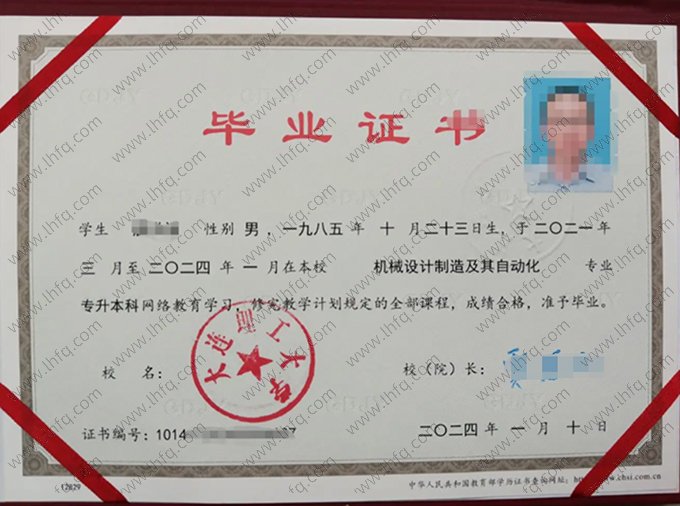 毕业证书
学生 性别 男，一九八五年 十 月二十三日生，于二〇二一年
三 月至 二〇二四 年 一 月在本校 机械设计制造及其自动化 专业
专升本科 网络教育学习，修完教学计划规定的全部课程，成绩合格，准予毕业。
校 名：
大连理工大学
校（院）长：
证书编号：1014 7
二〇二四 年 一 月 十 日
12829
中华人民共和国教育部学历证书查询网址：http://www.chsi.com.cn
www.lhfq.com